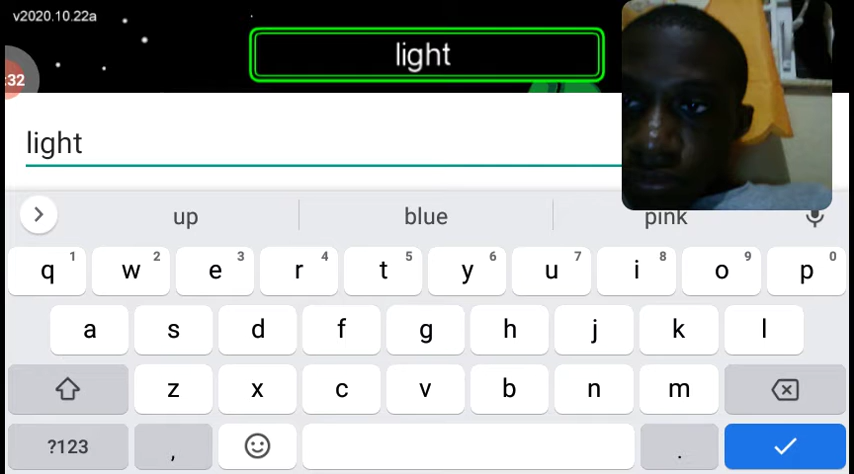 v2020.10.22a
light
:32
light
up blue pink
q 1 w 2 e 3 r 4 t 5 y 6 u 7 i 8 o 9 p 0
a s d f g h j k l
z x c v b n m
?123 , .